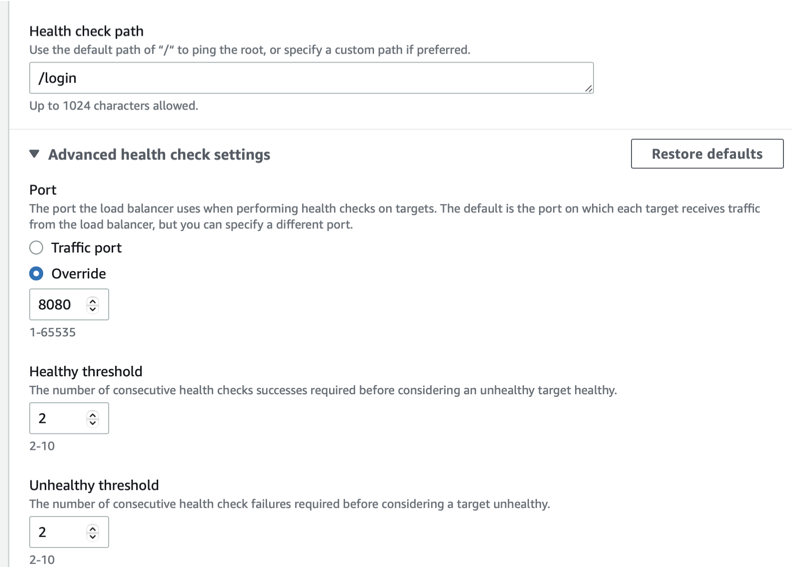 Health check path
Use the default path of "/" to ping the root, or specify a custom path if preferred.
/login
Up to 1024 characters allowed.
Advanced health check settings
Restore defaults
Port
The port the load balancer uses when performing health checks on targets. The default is the port on which each target receives traffic
from the load balancer, but you can specify a different port.
Traffic port
Override
8080
1-65535
Healthy threshold
The number of consecutive health checks successes required before considering an unhealthy target healthy.
2
2-10
Unhealthy threshold
The number of consecutive health check failures required before considering a target unhealthy.
2
2-10